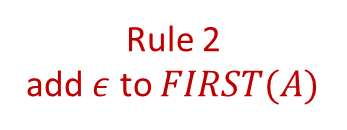 Rule 2
add ϵ to FIRST(A)